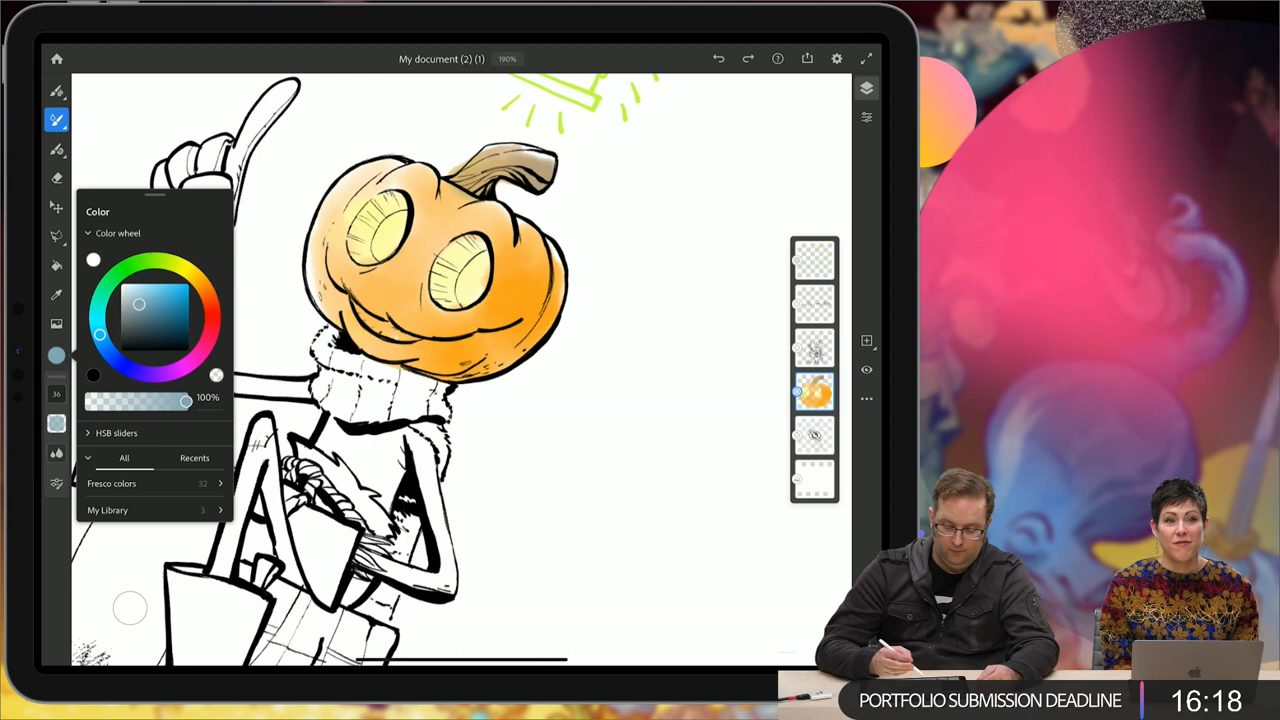 My document (2) (1) 190%
Color
Color wheel
100%
36
HSB sliders
All Recents
Fresco colors 32
My Library 3
PORTFOLIO SUBMISSION DEADLINE 16:18